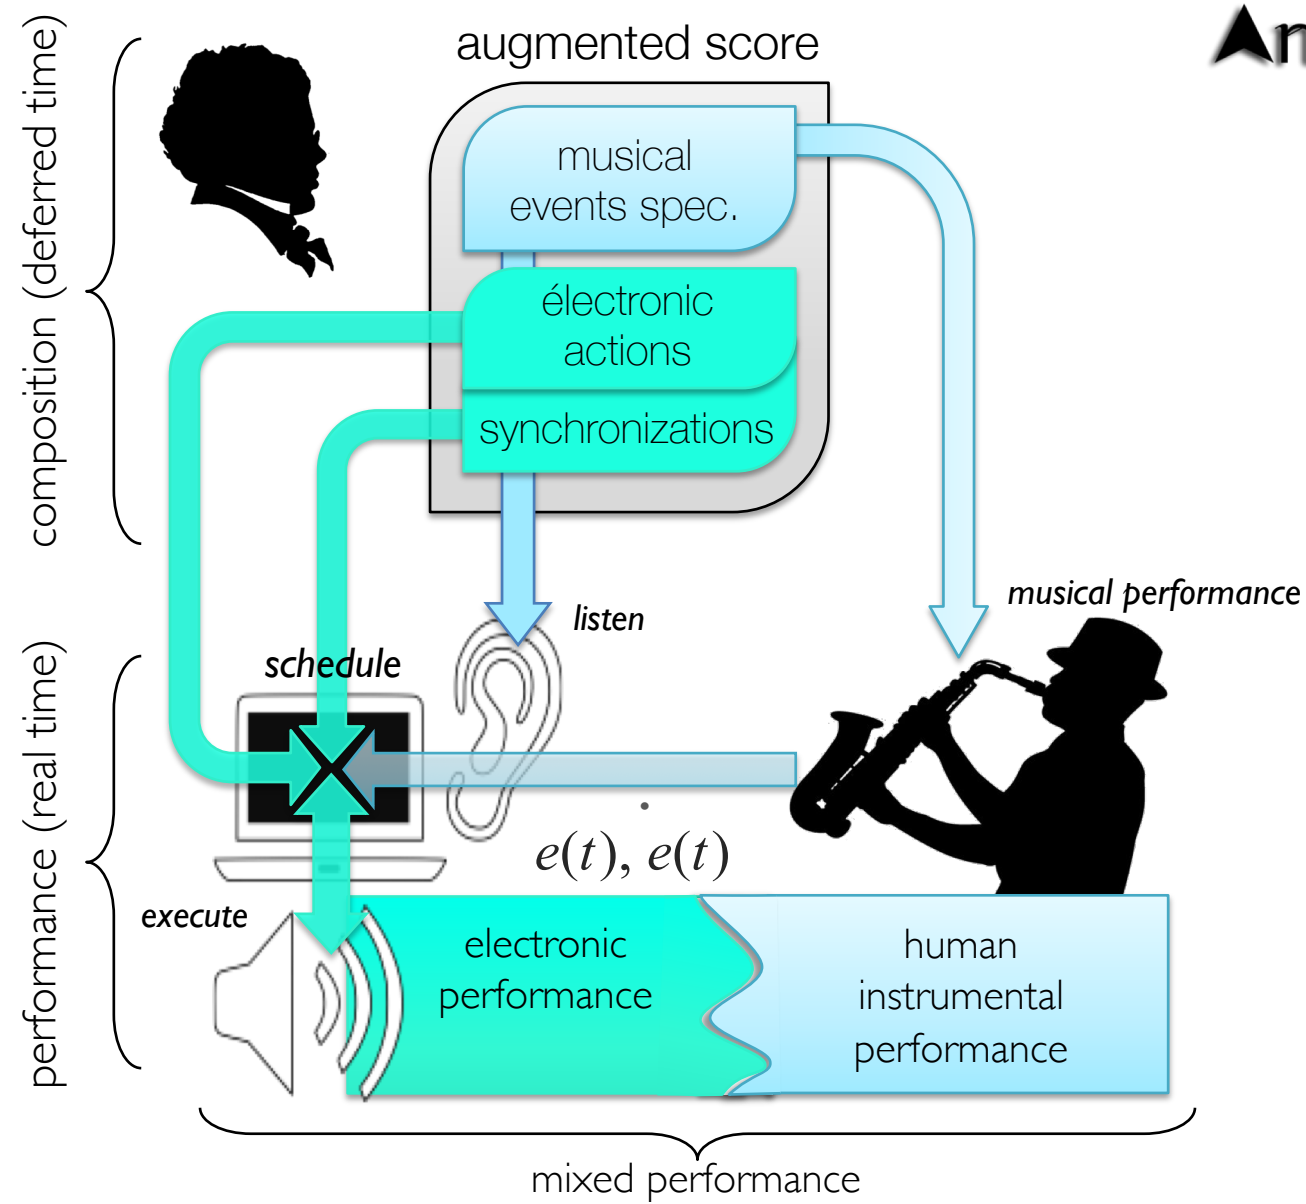 augmented score
composition (deferred time)
musical
events spec.
électronic
actions
synchronizations
musical performance
listen
schedule
performance (real time)
e(t), ė(t)
execute
electronic
performance
human
instrumental
performance
mixed performance